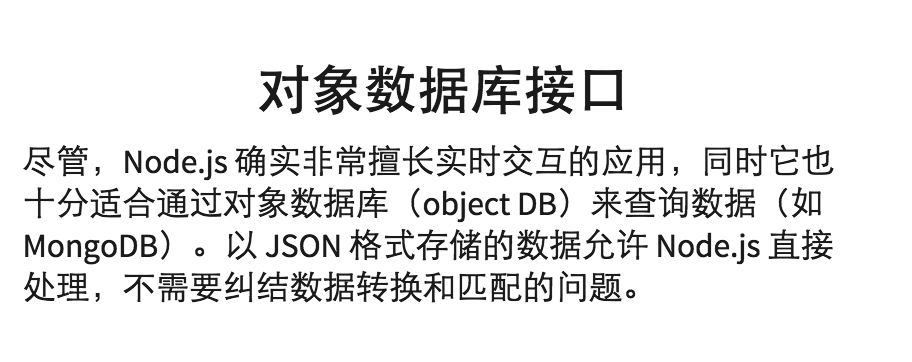 对象数据库接口
尽管，Node.js 确实非常擅长实时交互的应用，同时它也
十分适合通过对象数据库（object DB）来查询数据（如
MongoDB）。以 JSON 格式存储的数据允许 Node.js 直接
处理，不需要纠结数据转换和匹配的问题。